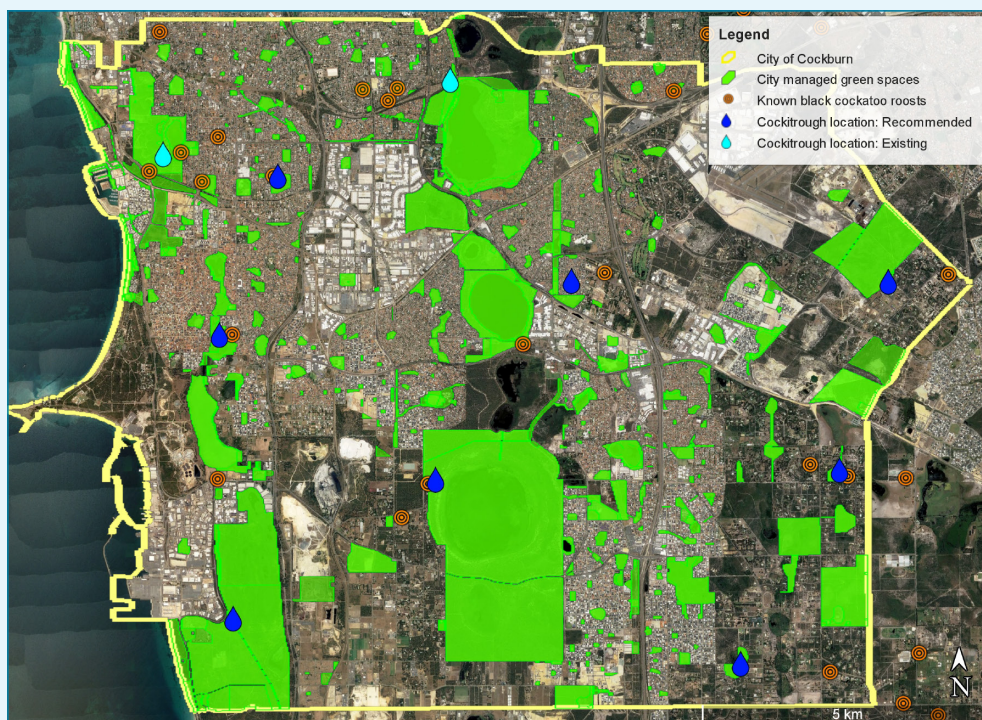 Legend
City of Cockburn
City managed green spaces
Known black cockatoo roosts
Cockitrough location: Recommended
Cockitrough location: Existing
N
5 km